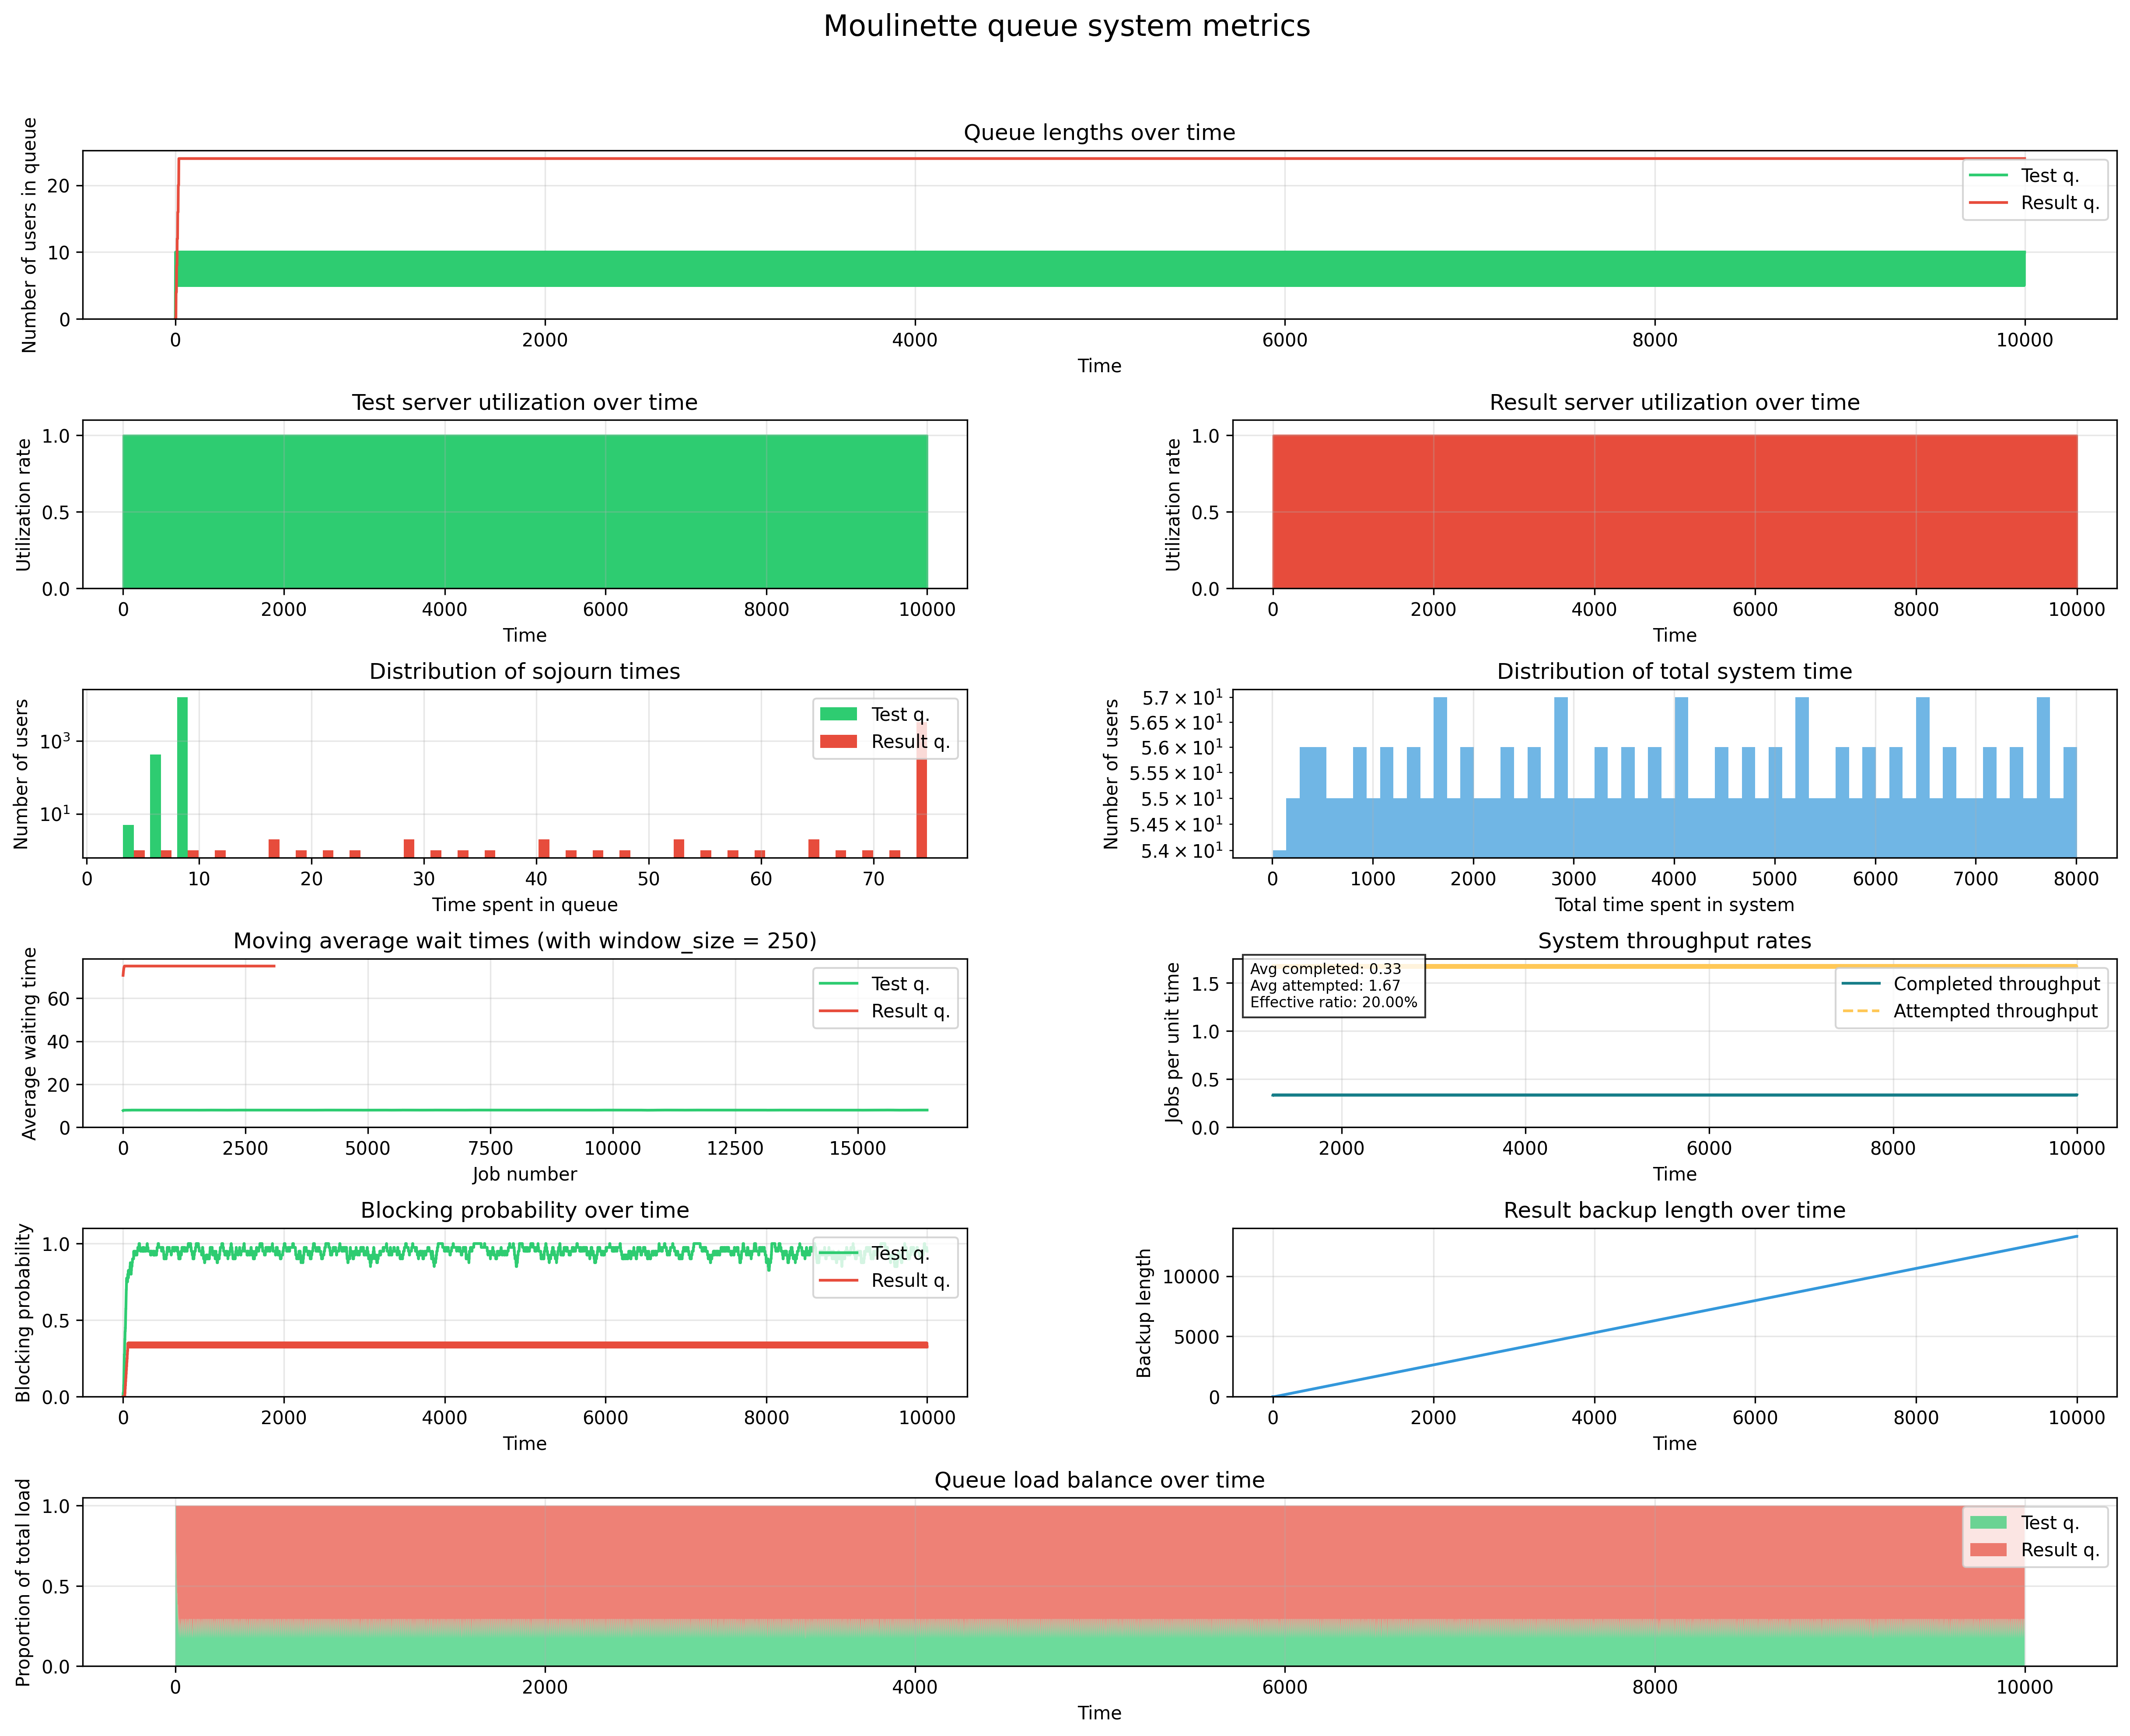 Moulinette queue system metrics
Queue lengths over time
Number of users in queue
20
10
0
Test q.
Result q.
0 2000 4000 6000 8000 10000
Time
Test server utilization over time
Utilization rate
1.0
0.5
0.0
0 2000 4000 6000 8000 10000
Time
Result server utilization over time
Utilization rate
1.0
0.5
0.0
0 2000 4000 6000 8000 10000
Time
Distribution of sojourn times
Number of users
10³
10¹
Test q.
Result q.
0 10 20 30 40 50 60 70
Time spent in queue
Distribution of total system time
Number of users
5.7 × 10¹
5.65 × 10¹
5.6 × 10¹
5.55 × 10¹
5.5 × 10¹
5.45 × 10¹
5.4 × 10¹
0 1000 2000 3000 4000 5000 6000 7000 8000
Total time spent in system
Moving average wait times (with window_size = 250)
Average waiting time
60
40
20
0
Test q.
Result q.
0 2500 5000 7500 10000 12500 15000
Job number
System throughput rates
Jobs per unit time
1.5
1.0
0.5
0.0
Avg completed: 0.33
Avg attempted: 1.67
Effective ratio: 20.00%
Completed throughput
Attempted throughput
2000 4000 6000 8000 10000
Time
Blocking probability over time
Blocking probability
1.0
0.5
0.0
Test q.
Result q.
0 2000 4000 6000 8000 10000
Time
Result backup length over time
Backup length
10000
5000
0
0 2000 4000 6000 8000 10000
Time
Queue load balance over time
Proportion of total load
1.0
0.5
0.0
Test q.
Result q.
0 2000 4000 6000 8000 10000
Time